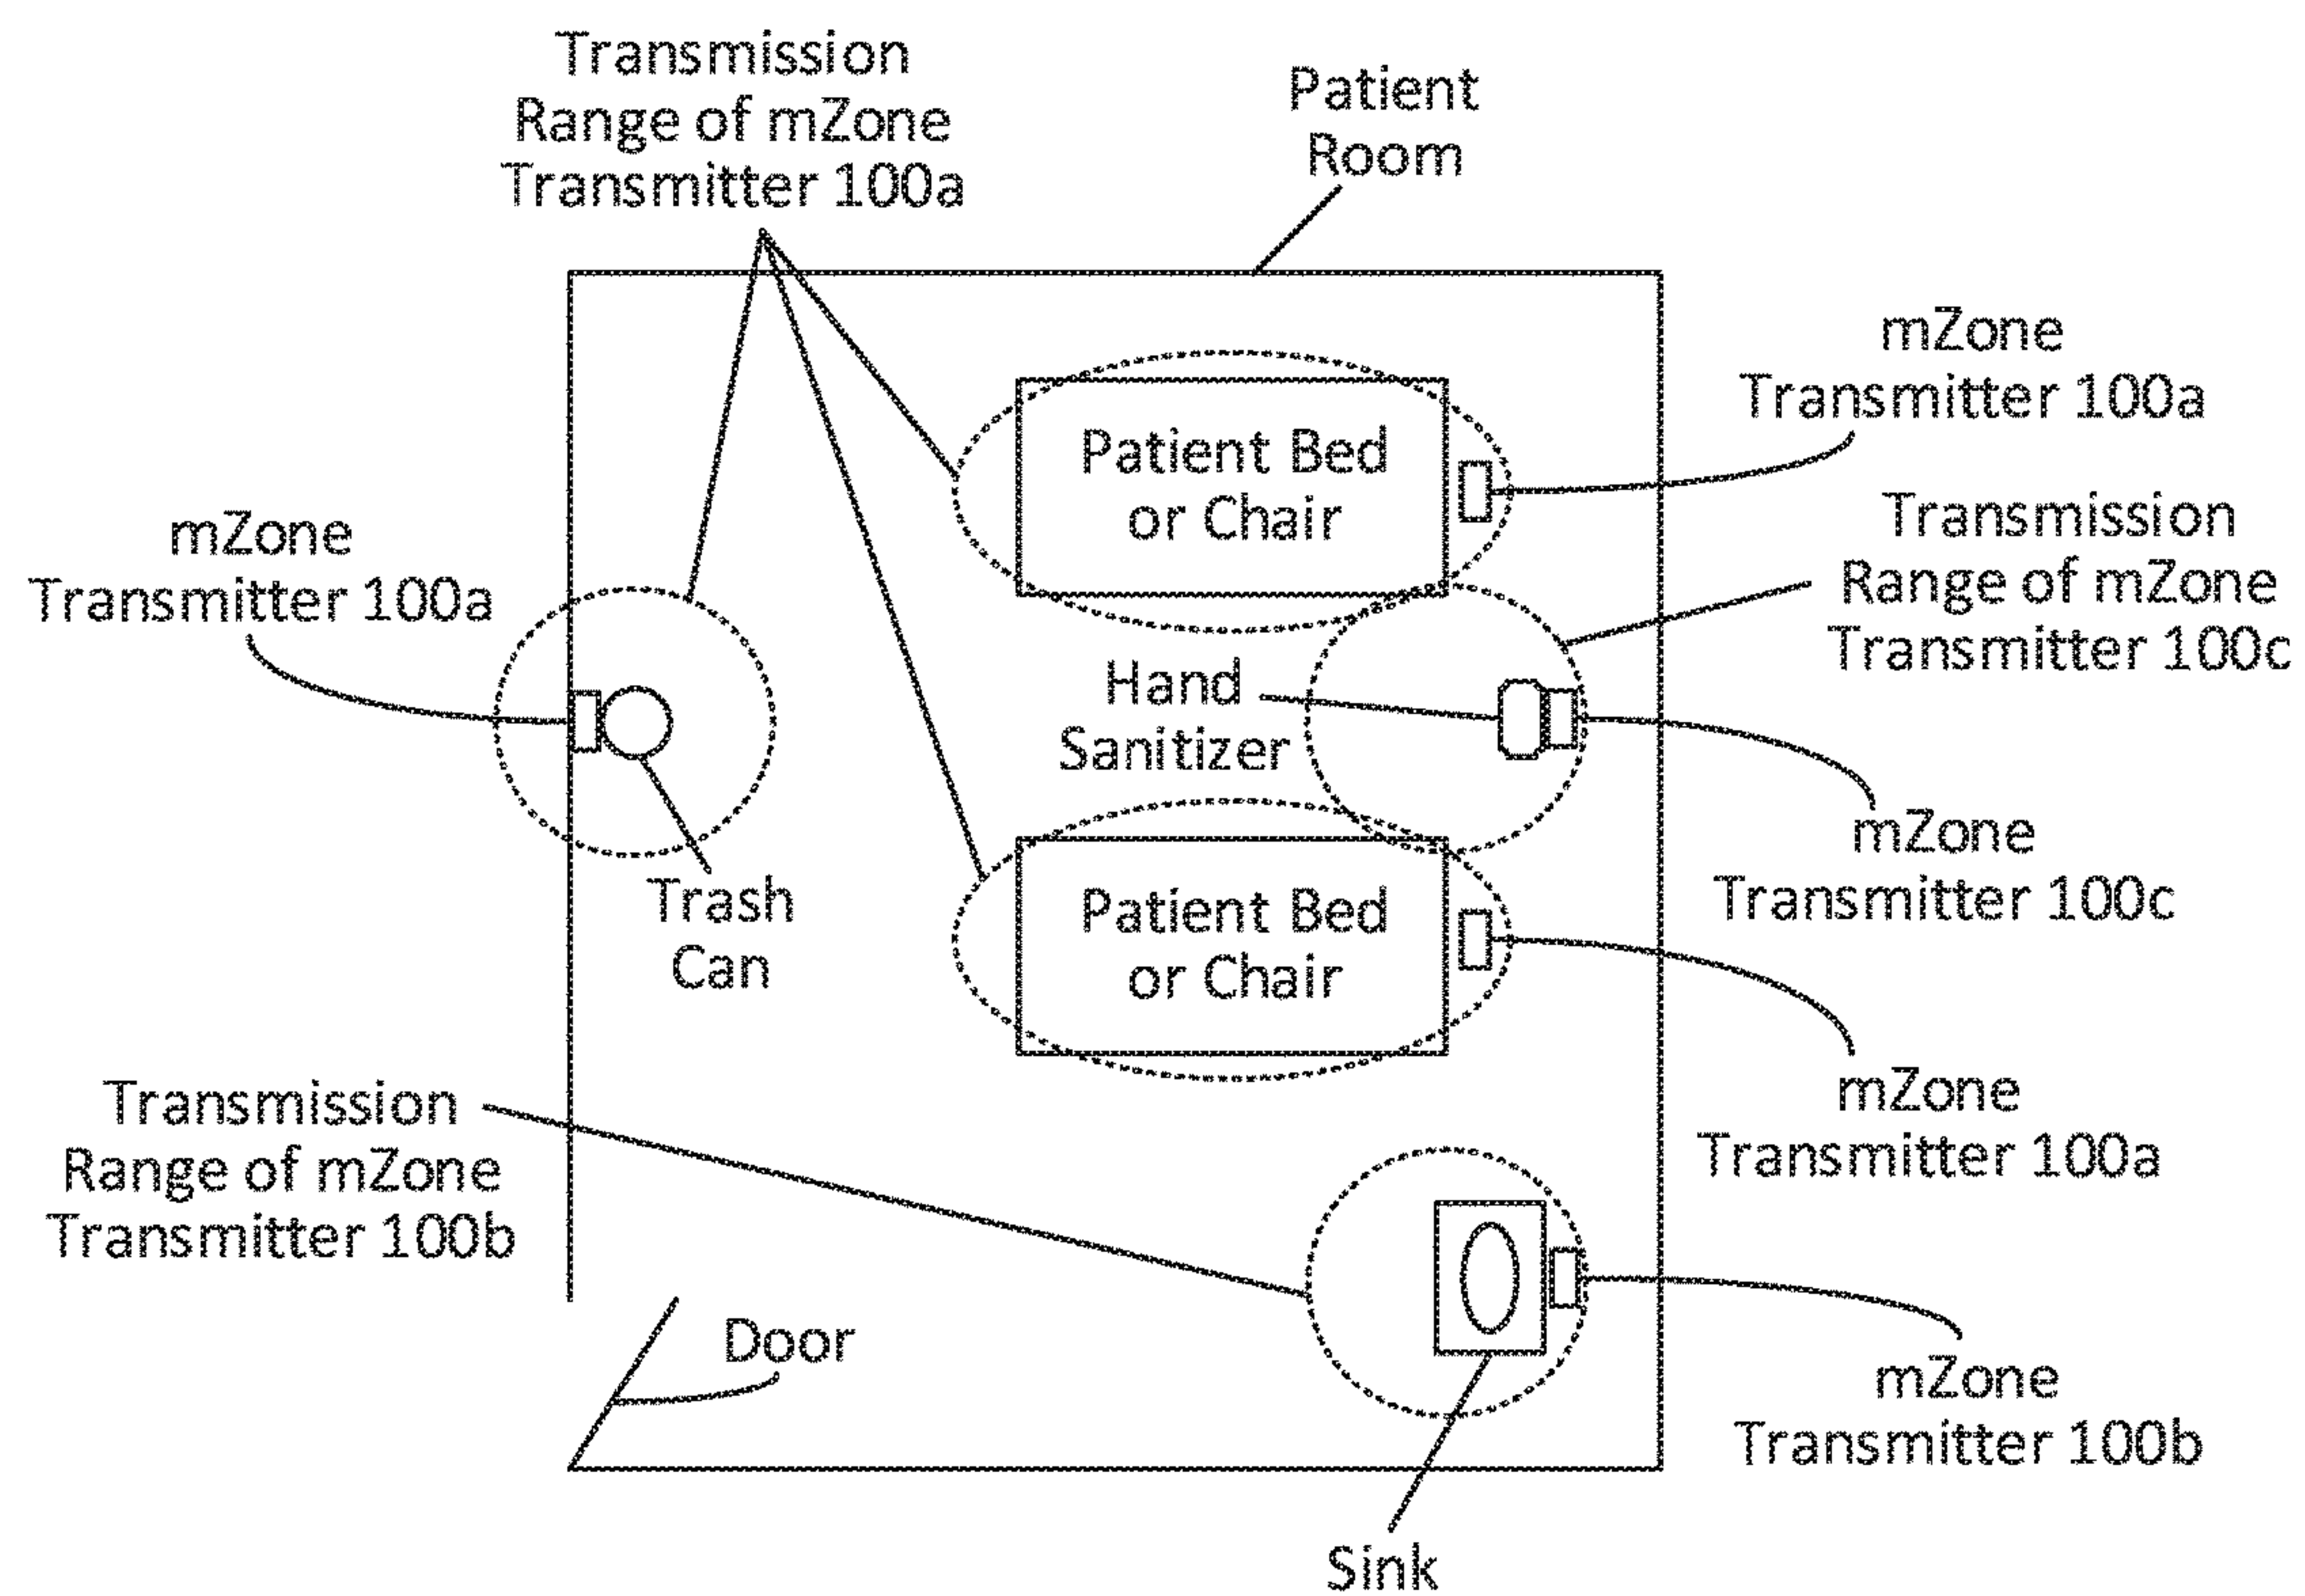 Transmission
Range of mZone
Transmitter 100a
Patient
Room
mZone
Transmitter 100a
Patient Bed
or Chair
Transmission
Range of mZone
Transmitter 100c
mZone
Transmitter 100a
Hand
Sanitizer
mZone
Transmitter 100c
Trash
Can
Patient Bed
or Chair
mZone
Transmitter 100a
Transmission
Range of mZone
Transmitter 100b
Door
mZone
Transmitter 100b
Sink